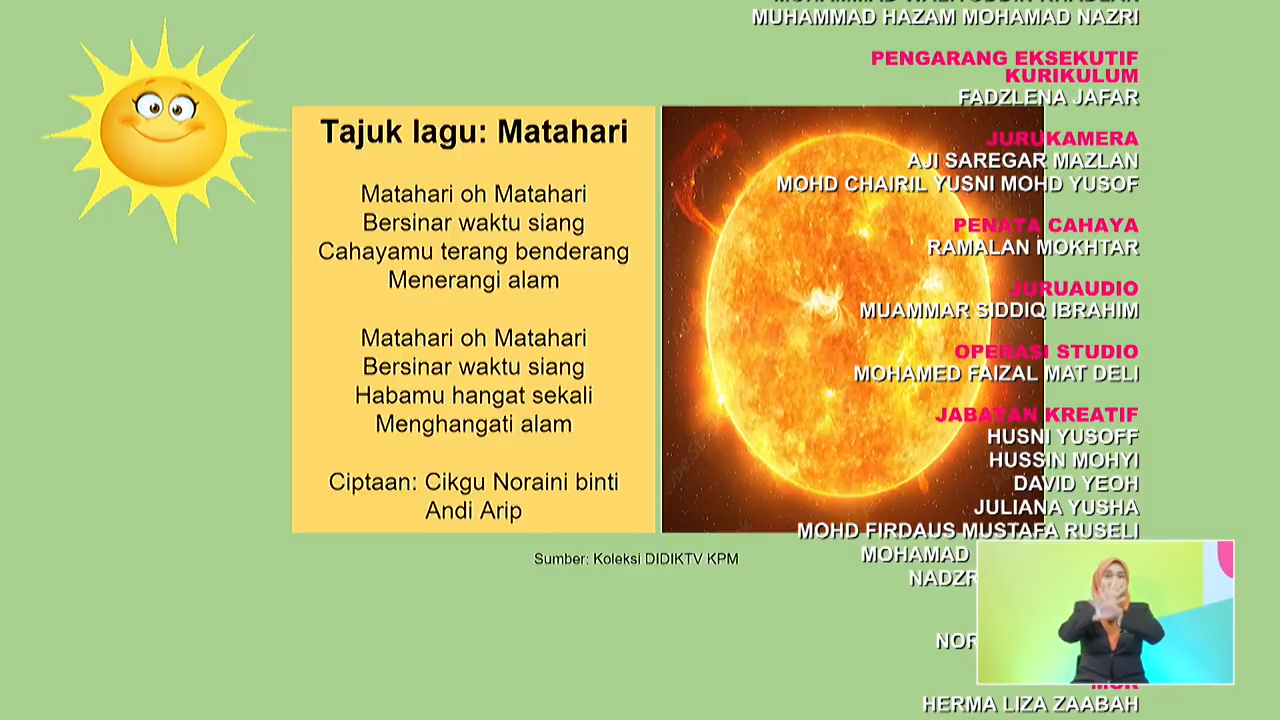 Tajuk lagu: Matahari
Matahari oh Matahari
Bersinar waktu siang
Cahayamu terang benderang
Menerangi alam
Matahari oh Matahari
Bersinar waktu siang
Habamu hangat sekali
Menghangati alam
Ciptaan: Cikgu Noraini binti
Andi Arip
Sumber: Koleksi DIDIKTV KPM
MUHAMMAD HAZAM MOHAMAD NAZRI
PENGARANG EKSEKUTIF
KURIKULUM
FADZLENA JAFAR
JURUKAMERA
AJI SAREGAR MAZLAN
MOHD CHAIRIL YUSNI MOHD YUSOF
PENATA CAHAYA
RAMALAN MOKHTAR
JURUAUDIO
MUAMMAR SIDDIQ IBRAHIM
OPERASI STUDIO
MOHAMED FAIZAL MAT DELI
JABATAN KREATIF
HUSNI YUSOFF
HUSSIN MOHYI
DAVID YEOH
JULIANA YUSHA
MOHD FIRDAUS MUSTAFA RUSELI
MOHAMAD
HERMA LIZA ZAABAH